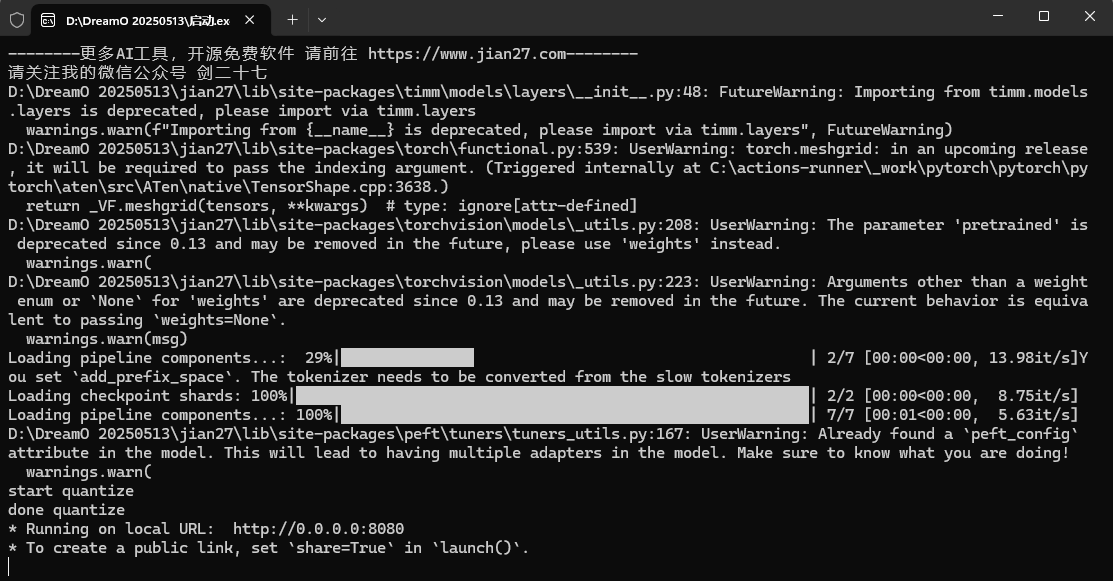 D:\DreamO 20250513\启动.ex
--------更多AI工具，开源免费软件 请前往 https://www.jian27.com--------
请关注我的微信公众号 剑二十七
D:\DreamO 20250513\jian27\lib\site-packages\timm\models\layers\__init__.py:48: FutureWarning: Importing from timm.models
.layers is deprecated, please import via timm.layers
  warnings.warn(f"Importing from {__name__} is deprecated, please import via timm.layers", FutureWarning)
D:\DreamO 20250513\jian27\lib\site-packages\torch\functional.py:539: UserWarning: torch.meshgrid: in an upcoming release
, it will be required to pass the indexing argument. (Triggered internally at C:\actions-runner\_work\pytorch\pytorch\py
torch\aten\src\ATen\native\TensorShape.cpp:3638.)
  return _VF.meshgrid(tensors, **kwargs)  # type: ignore[attr-defined]
D:\DreamO 20250513\jian27\lib\site-packages\torchvision\models\_utils.py:208: UserWarning: The parameter 'pretrained' is
 deprecated since 0.13 and may be removed in the future, please use 'weights' instead.
  warnings.warn(
D:\DreamO 20250513\jian27\lib\site-packages\torchvision\models\_utils.py:223: UserWarning: Arguments other than a weight
 enum or `None` for 'weights' are deprecated since 0.13 and may be removed in the future. The current behavior is equiva
lent to passing `weights=None`.
  warnings.warn(msg)
Loading pipeline components...:  29%| | 2/7 [00:00<00:00, 13.98it/s]Y
ou set `add_prefix_space`. The tokenizer needs to be converted from the slow tokenizers
Loading checkpoint shards: 100%| | 2/2 [00:00<00:00,  8.75it/s]
Loading pipeline components...: 100%| | 7/7 [00:01<00:00,  5.63it/s]
D:\DreamO 20250513\jian27\lib\site-packages\peft\tuners\tuners_utils.py:167: UserWarning: Already found a `peft_config`
attribute in the model. This will lead to having multiple adapters in the model. Make sure to know what you are doing!
  warnings.warn(
start quantize
done quantize
* Running on local URL:  http://0.0.0.0:8080
* To create a public link, set `share=True` in `launch()`.